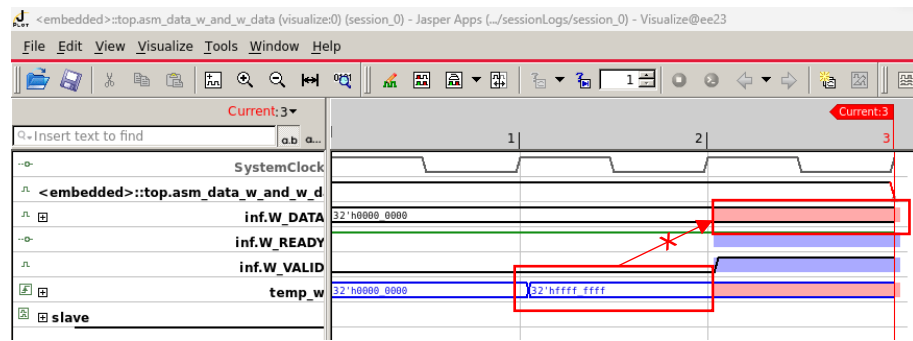 J
PLOT
<embedded>::top.asm_data_w_and_w_data (visualize:0) (session_0) - Jasper Apps (.../sessionLogs/session_0) - Visualize@ee23
File Edit View Visualize Tools Window Help
1
Current:3
Current:3
Insert text to find
a.b a...
1 2 3
SystemClock
<embedded>::top.asm_data_w_and_w_d
inf.W_DATA 32'h0000_0000
inf.W_READY
inf.W_VALID
temp_w 32'h0000_0000 32'hffff_ffff
slave